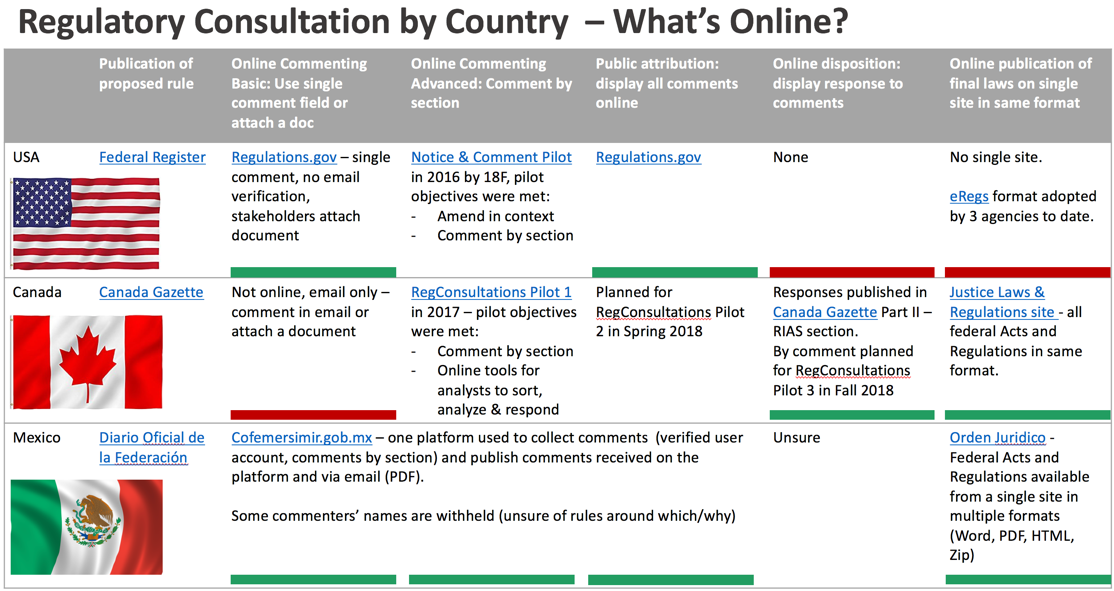 Regulatory Consultation by Country – What's Online?
Publication of
proposed rule
Online Commenting
Basic: Use single
comment field or
attach a doc
Online Commenting
Advanced: Comment by
section
Public attribution:
display all comments
online
Online disposition:
display response to
comments
Online publication of
final laws on single
site in same format
USA
Federal Register
Regulations.gov – single
comment, no email
verification,
stakeholders attach
document
Notice & Comment Pilot
in 2016 by 18F, pilot
objectives were met:
- Amend in context
- Comment by section
Regulations.gov
None
No single site.
eRegs format adopted
by 3 agencies to date.
Canada
Canada Gazette
Not online, email only –
comment in email or
attach a document
RegConsultations Pilot 1
in 2017 – pilot objectives
were met:
- Comment by section
- Online tools for
analysts to sort,
analyze & respond
Planned for
RegConsultations Pilot
2 in Spring 2018
Responses published in
Canada Gazette Part II –
RIAS section.
By comment planned
for RegConsultations
Pilot 3 in Fall 2018
Justice Laws &
Regulations site - all
federal Acts and
Regulations in same
format.
Mexico
Diario Oficial de
la Federación
Cofemersimir.gob.mx – one platform used to collect comments (verified user
account, comments by section) and publish comments received on the
platform and via email (PDF).
Some commenters' names are withheld (unsure of rules around which/why)
Unsure
Orden Juridico -
Federal Acts and
Regulations available
from a single site in
multiple formats
(Word, PDF, HTML,
Zip)